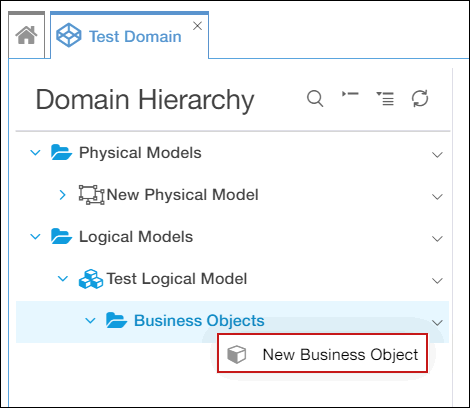 Test Domain
Domain Hierarchy
Physical Models
New Physical Model
Logical Models
Test Logical Model
Business Objects
New Business Object